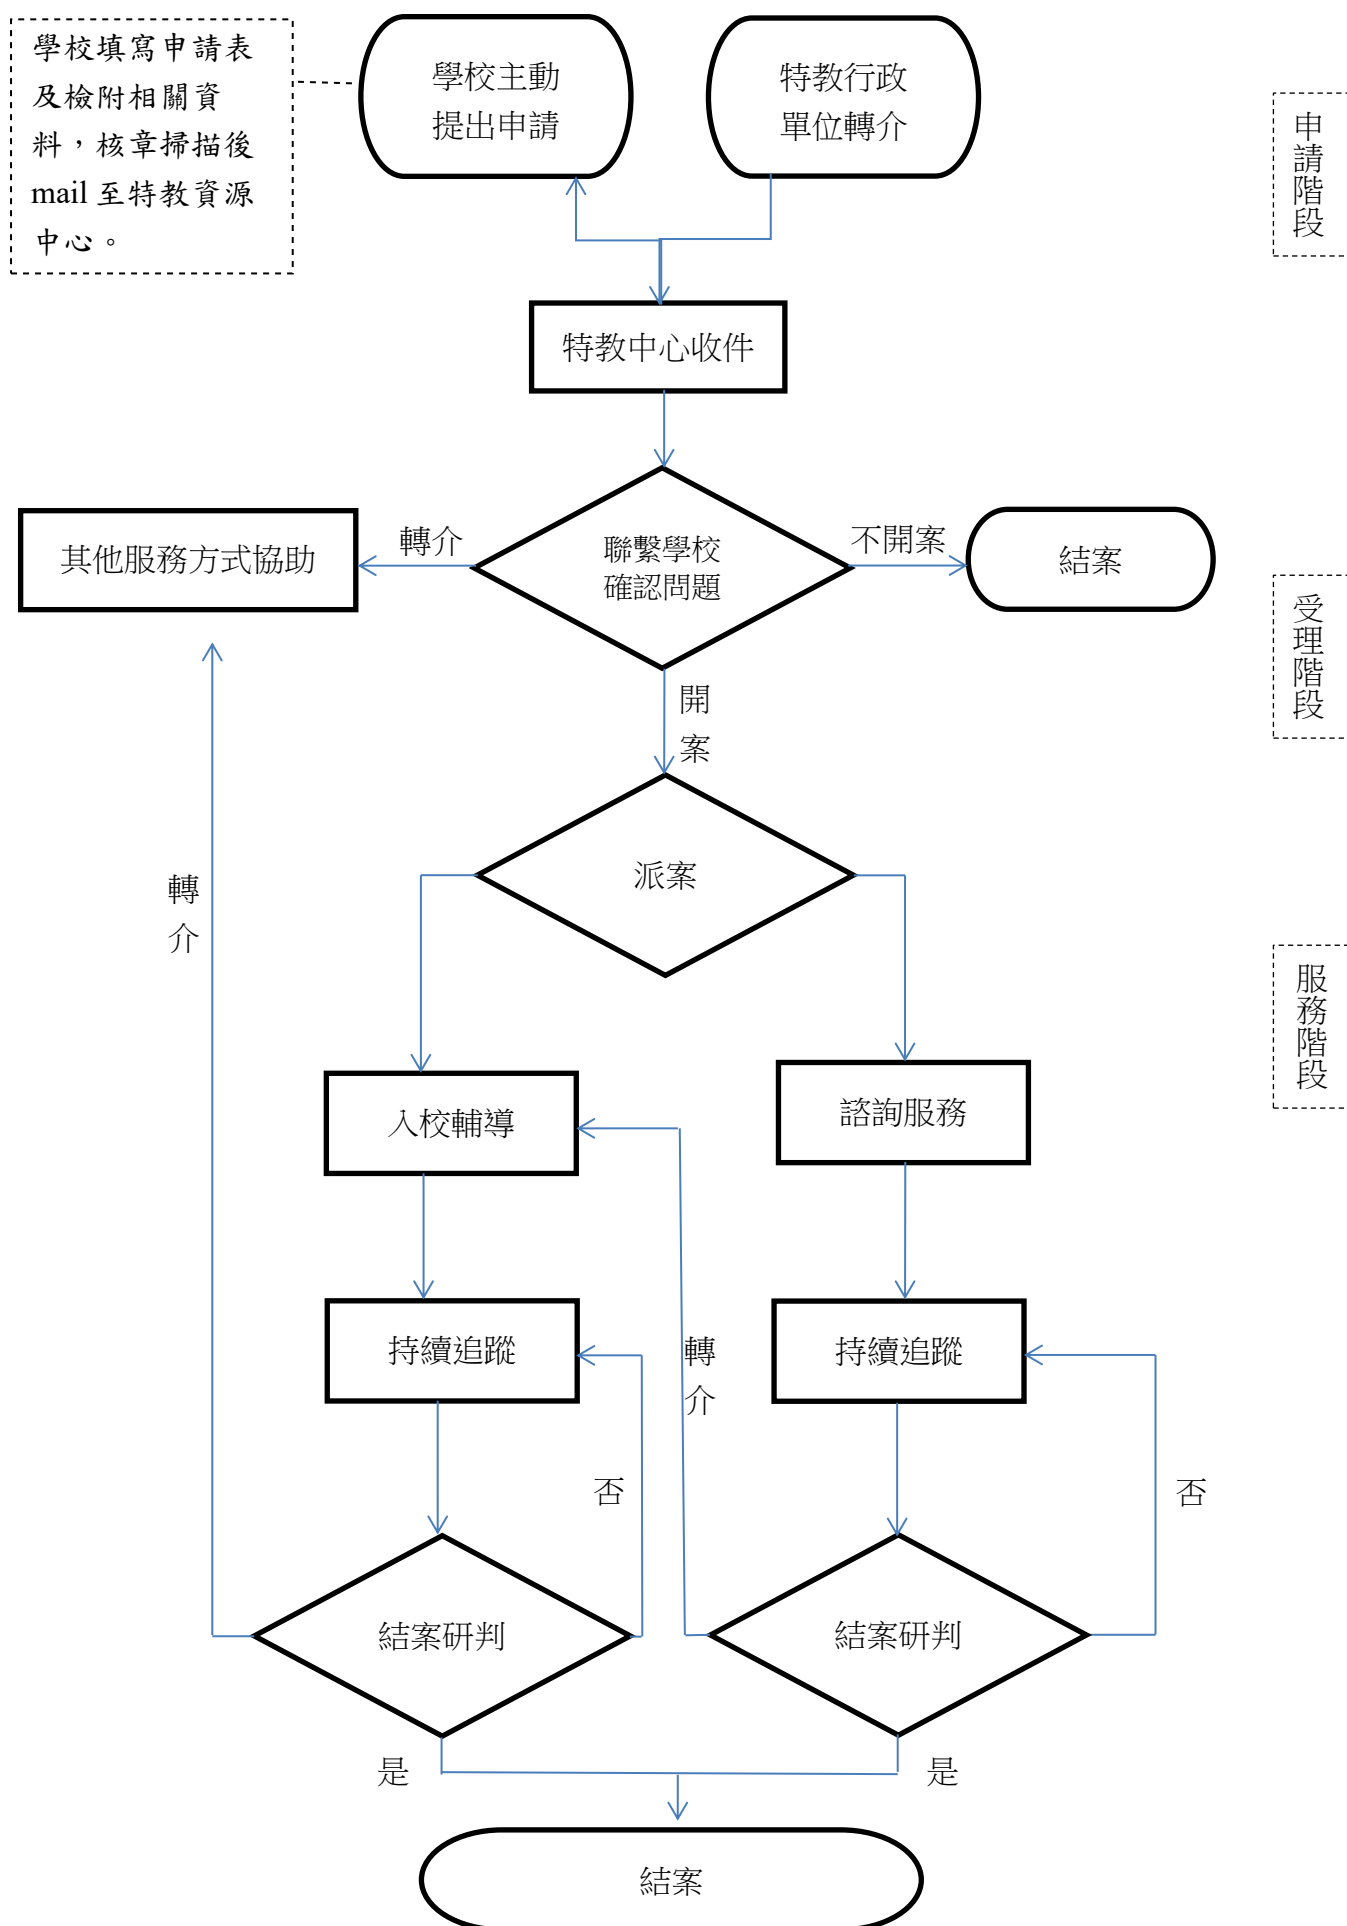 學校填寫申請表
及檢附相關資
料，核章掃描後
mail 至特教資源
中心。
學校主動
提出申請
特教行政
單位轉介
申請階段
特教中心收件
其他服務方式協助
轉介
聯繫學校
確認問題
不開案
結案
受理階段
開案
派案
轉介
服務階段
入校輔導
諮詢服務
持續追蹤
轉介
持續追蹤
否
否
結案研判
結案研判
是
是
結案